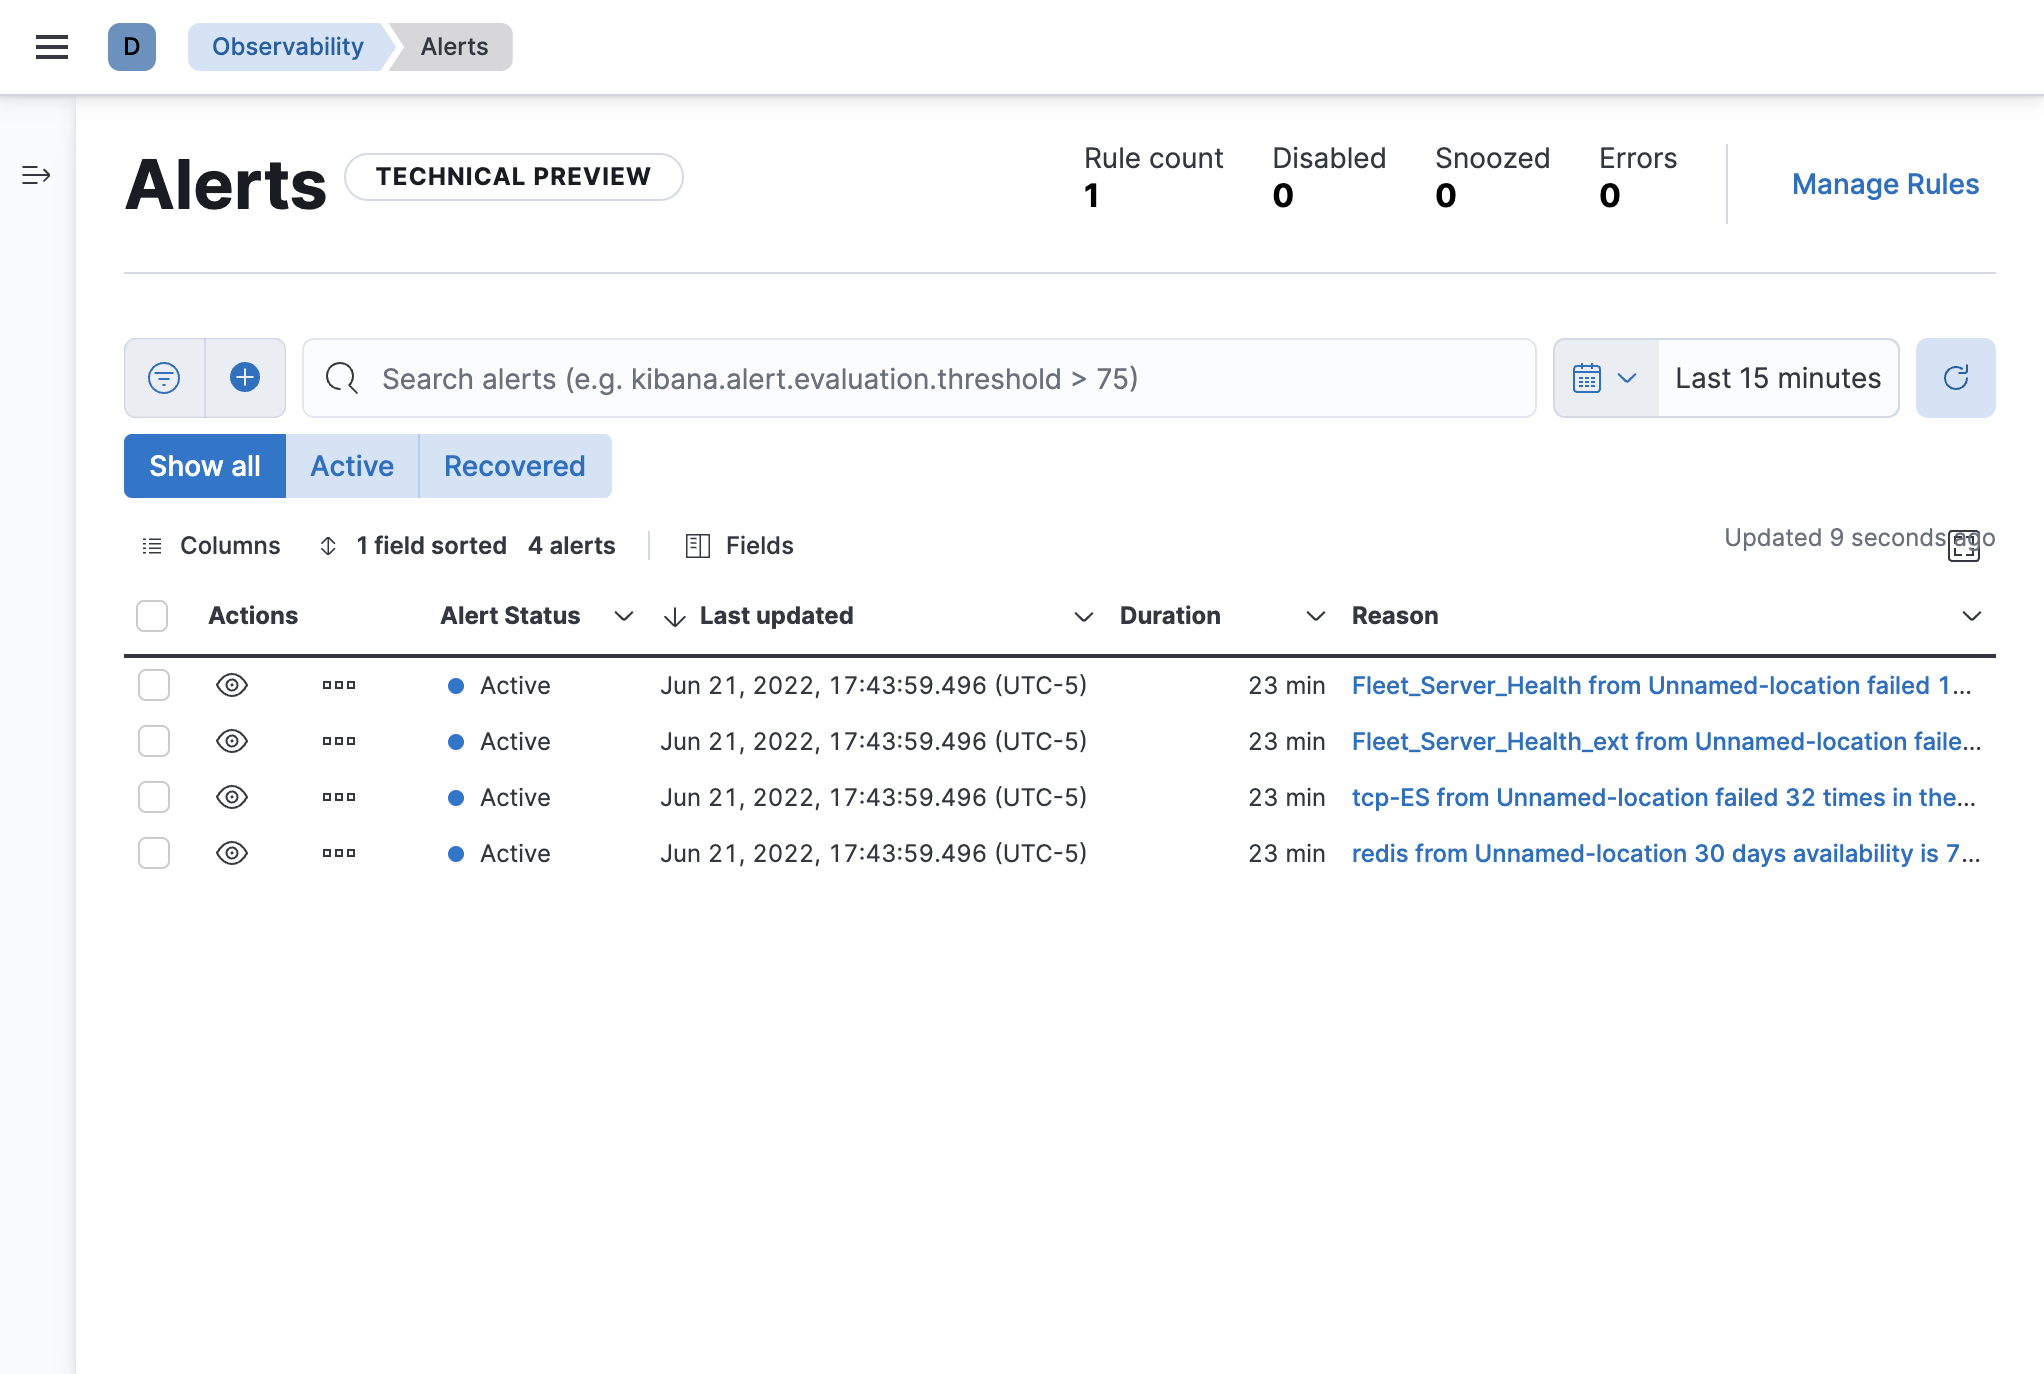 D Observability Alerts
Alerts TECHNICAL PREVIEW
Rule count Disabled Snoozed Errors
1 0 0 0
Manage Rules
Search alerts (e.g. kibana.alert.evaluation.threshold > 75) Last 15 minutes
Show all Active Recovered
Columns 1 field sorted 4 alerts Fields Updated 9 seconds ago
Actions Alert Status Last updated Duration Reason
Active Jun 21, 2022, 17:43:59.496 (UTC-5) 23 min Fleet_Server_Health from Unnamed-location failed 1...
Active Jun 21, 2022, 17:43:59.496 (UTC-5) 23 min Fleet_Server_Health_ext from Unnamed-location faile...
Active Jun 21, 2022, 17:43:59.496 (UTC-5) 23 min tcp-ES from Unnamed-location failed 32 times in the...
Active Jun 21, 2022, 17:43:59.496 (UTC-5) 23 min redis from Unnamed-location 30 days availability is 7...